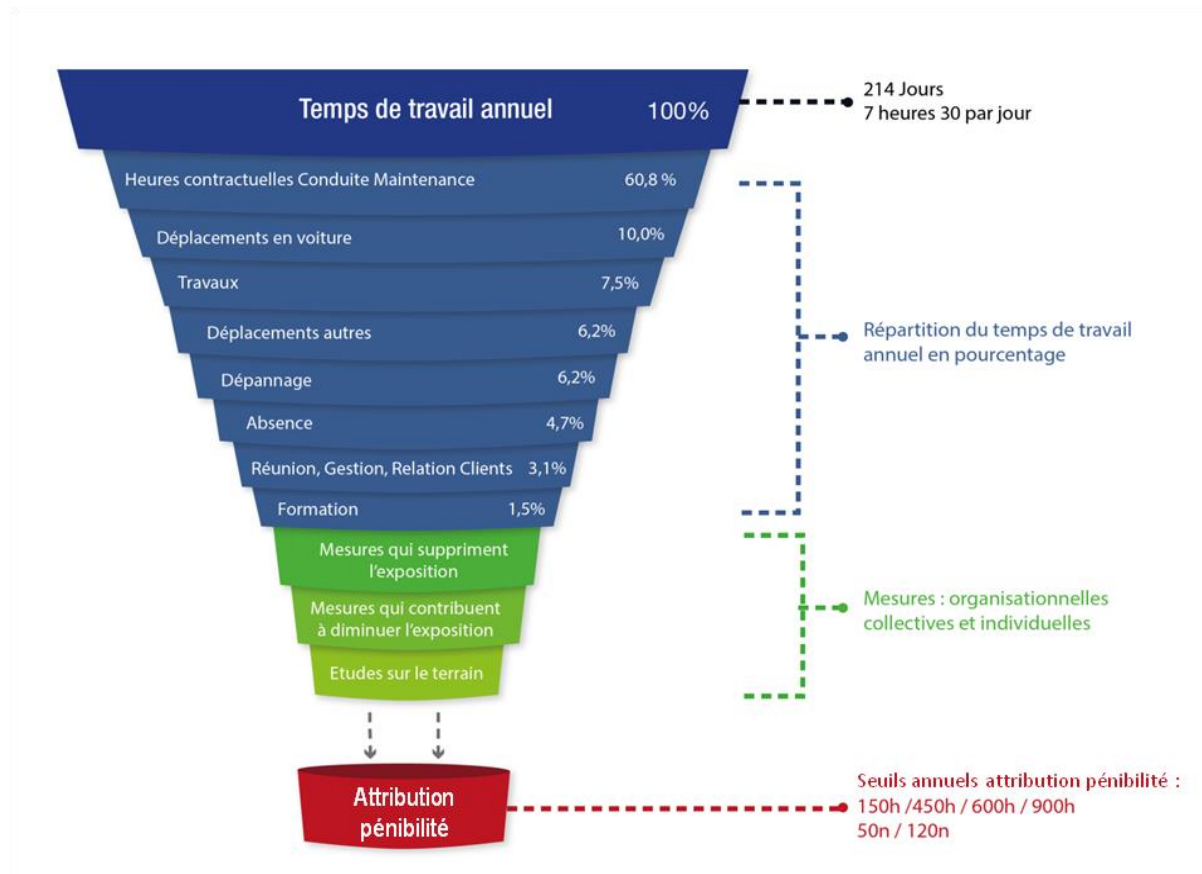 Temps de travail annuel 100%
214 Jours
7 heures 30 par jour
Heures contractuelles Conduite Maintenance 60,8 %
Déplacements en voiture 10,0%
Travaux 7,5%
Déplacements autres 6,2%
Dépannage 6,2%
Absence 4,7%
Réunion, Gestion, Relation Clients 3,1%
Formation 1,5%
Répartition du temps de travail
annuel en pourcentage
Mesures qui suppriment
l'exposition
Mesures qui contribuent
à diminuer l'exposition
Etudes sur le terrain
Mesures : organisationnelles
collectives et individuelles
Attribution
pénibilité
Seuils annuels attribution pénibilité :
150h /450h / 600h / 900h
50n / 120n